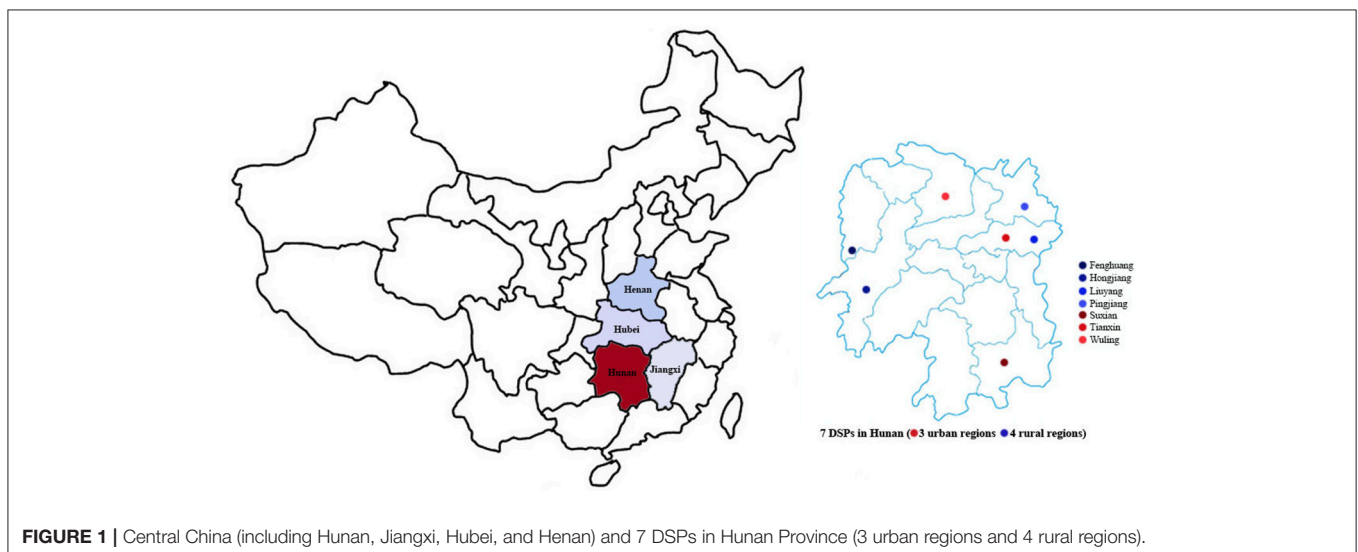 Henan
Hubei
Hunan
Jiangxi
Fenghuang
Hongjiang
Liuyang
Pingjiang
Suxian
Tianxin
Wuling
7 DSPs in Hunan (3 urban regions 4 rural regions)
FIGURE 1 | Central China (including Hunan, Jiangxi, Hubei, and Henan) and 7 DSPs in Hunan Province (3 urban regions and 4 rural regions).